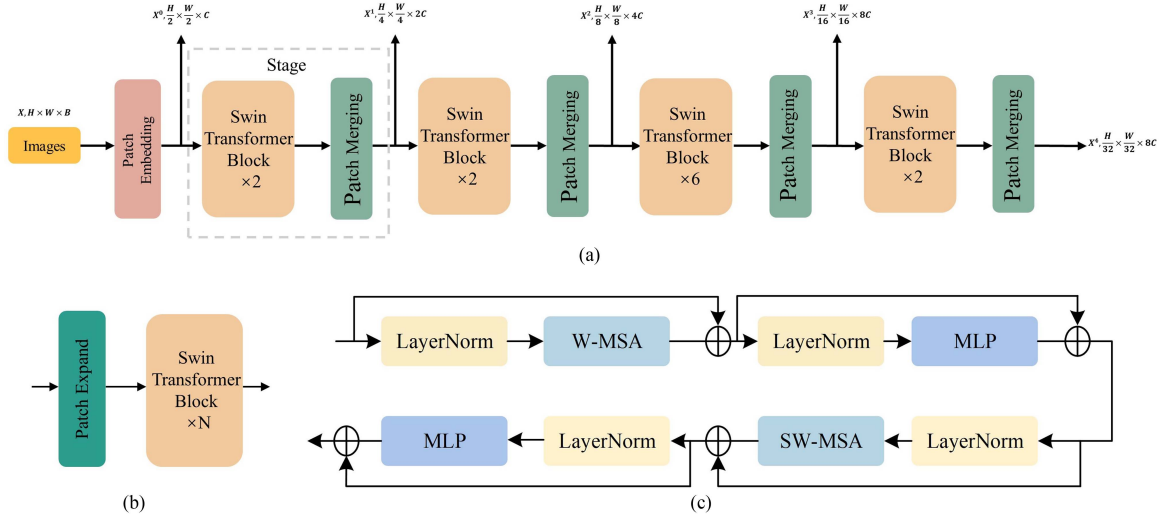 X⁰, H/2 × W/2 × C
X¹, H/4 × W/4 × 2C
X², H/8 × W/8 × 4C
X³, H/16 × W/16 × 8C
Stage
X, H × W × B
Images
Patch
Embedding
Swin
Transformer
Block
×2
Patch Merging
Swin
Transformer
Block
×2
Patch Merging
Swin
Transformer
Block
×6
Patch Merging
Swin
Transformer
Block
×2
Patch Merging
X⁴, H/32 × W/32 × 8C
(a)
Patch Expand
Swin
Transformer
Block
×N
(b)
LayerNorm
W-MSA
LayerNorm
MLP
MLP
LayerNorm
SW-MSA
LayerNorm
(c)